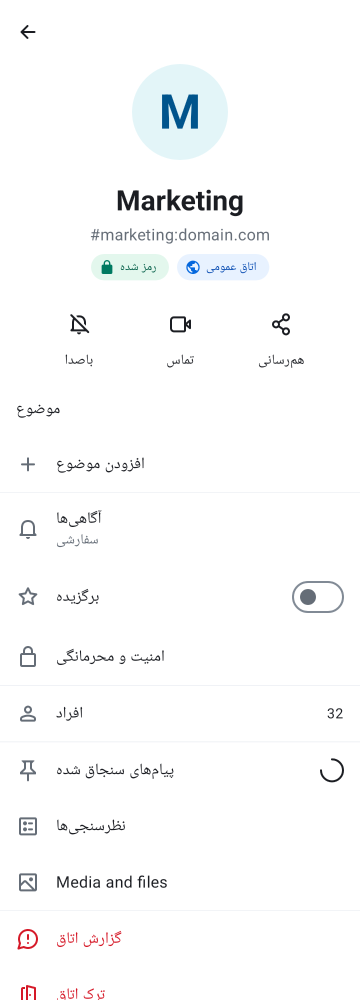 M
Marketing
#marketing:domain.com
رمز شده
اتاق عمومی
باصدا
تماس
هم‌رسانی
موضوع
افزودن موضوع
آگاهی‌ها
سفارشی
برگزیده
امنیت و محرمانگی
افراد
32
پیام‌های سنجاق شده
نظرسنجی‌ها
Media and files
گزارش اتاق
ترک اتاق